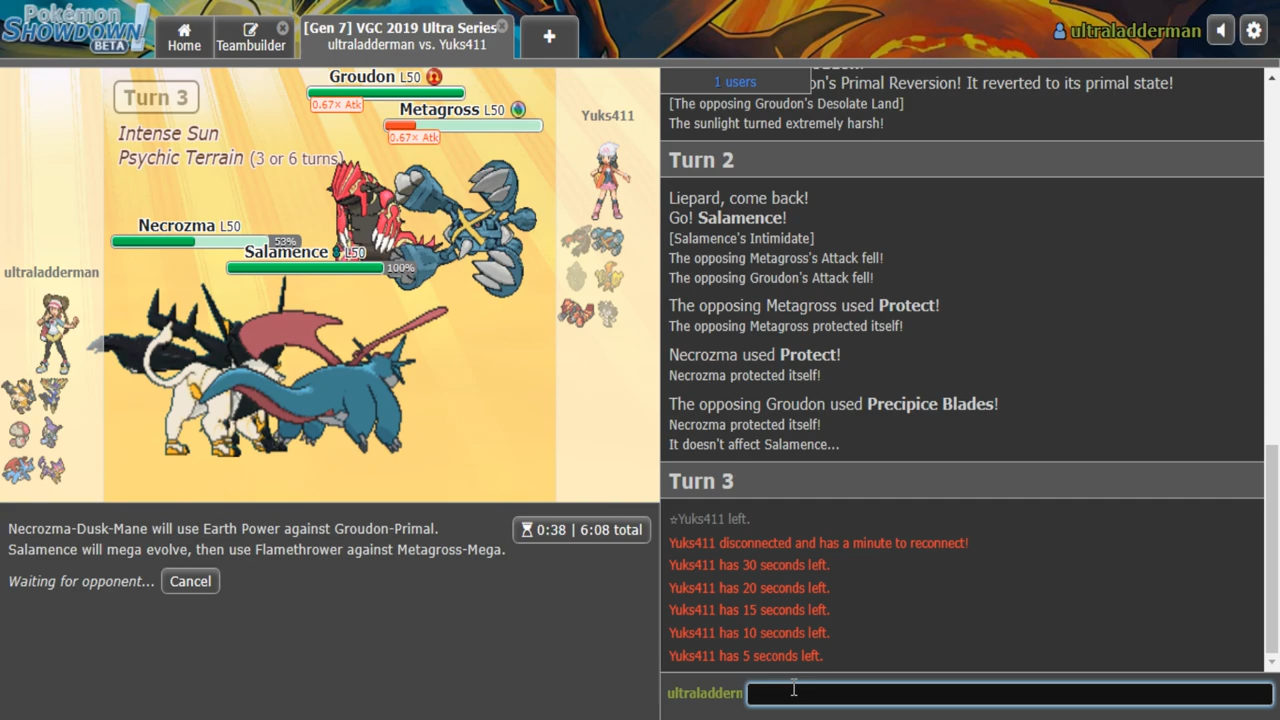 Pokémon
SHOWDOWN!
BETA
Home
Teambuilder
[Gen 7] VGC 2019 Ultra Series
ultraladderman vs. Yuks411
ultraladderman
Turn 3
Intense Sun
Psychic Terrain (3 or 6 turns)
Groudon L50
0.67× Atk
Metagross L50
0.67× Atk
Yuks411
Necrozma L50
53%
Salamence L50
100%
ultraladderman
Necrozma-Dusk-Mane will use Earth Power against Groudon-Primal.
Salamence will mega evolve, then use Flamethrower against Metagross-Mega.
Waiting for opponent... Cancel
0:38 | 6:08 total
1 users
on's Primal Reversion! It reverted to its primal state!
[The opposing Groudon's Desolate Land]
The sunlight turned extremely harsh!
Turn 2
Liepard, come back!
Go! Salamence!
[Salamence's Intimidate]
The opposing Metagross's Attack fell!
The opposing Groudon's Attack fell!
The opposing Metagross used Protect!
The opposing Metagross protected itself!
Necrozma used Protect!
Necrozma protected itself!
The opposing Groudon used Precipice Blades!
Necrozma protected itself!
It doesn't affect Salamence...
Turn 3
☆Yuks411 left.
Yuks411 disconnected and has a minute to reconnect!
Yuks411 has 30 seconds left.
Yuks411 has 20 seconds left.
Yuks411 has 15 seconds left.
Yuks411 has 10 seconds left.
Yuks411 has 5 seconds left.
ultraladderm